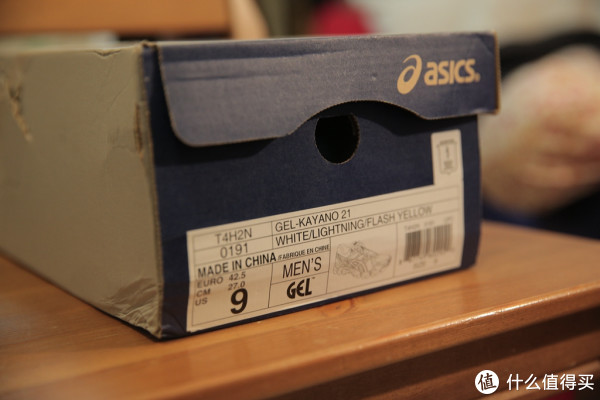 asics
T4H2N
GEL-KAYANO 21
0191
WHITE/LIGHTNING/FLASH YELLOW
MADE IN CHINA/FABRIQUE EN CHINE
EURO 42.5
CM 27.0
US 9
MEN'S
GEL
值 什么值得买